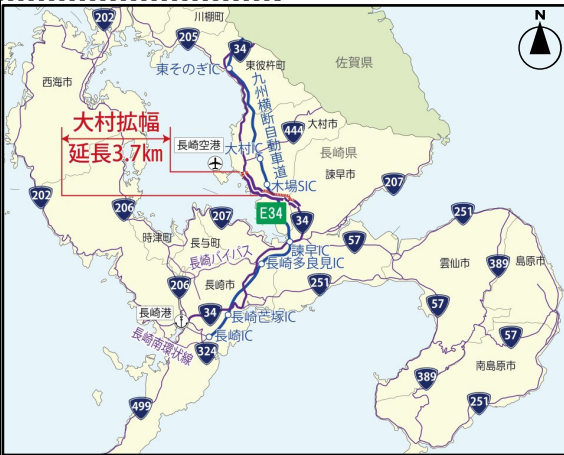 川棚町
202
205
34
N
東彼杵町
東そのぎIC
佐賀県
西海市
九州横断自動車道
大村拡幅
延長3.7km
444
大村市
長崎空港
大村IC
長崎県
諫早市
木場SIC
207
202
206
207
E34
34
251
時津町
長与町
長崎バイパス
諫早IC
57
長崎多良見IC
雲仙市
389
島原市
206
長崎市
251
57
長崎港
34
長崎芒塚IC
57
長崎南環状線
長崎IC
324
南島原市
389
499
251